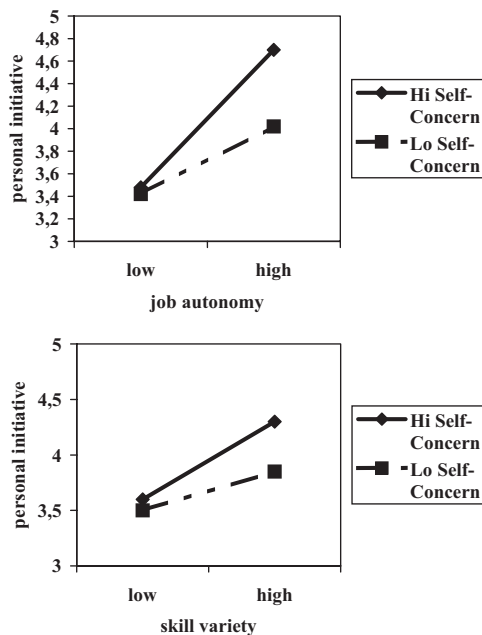 5
4,8
4,6
4,4
4,2
4
3,8
3,6
3,4
3,2
3
personal initiative
low high
job autonomy
Hi Self-
Concern
Lo Self-
Concern
5
4,5
4
3,5
3
personal initiative
low high
skill variety
Hi Self-
Concern
Lo Self-
Concern